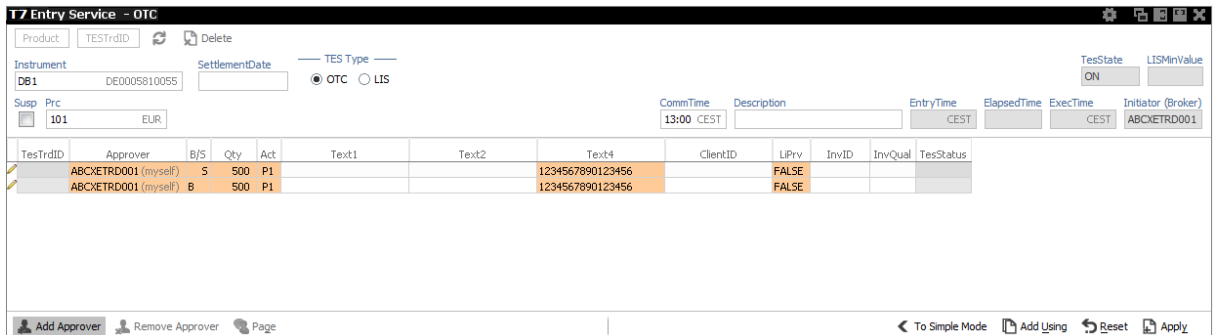 T7 Entry Service - OTC
Product TESTrdID Delete
Instrument SettlementDate TES Type TesState LISMinValue
DB1 DE0005810055 OTC LIS ON
Susp Prc CommTime Description EntryTime ElapsedTime ExecTime Initiator (Broker)
101 EUR 13:00 CEST CEST CEST ABCXETRD001
TesTrdID Approver B/S Qty Act Text1 Text2 Text4 ClientID LiPrv InvID InvQual TesStatus
ABCXETRD001 (myself) S 500 P1 1234567890123456 FALSE
ABCXETRD001 (myself) B 500 P1 1234567890123456 FALSE
Add Approver Remove Approver Page To Simple Mode Add Using Reset Apply